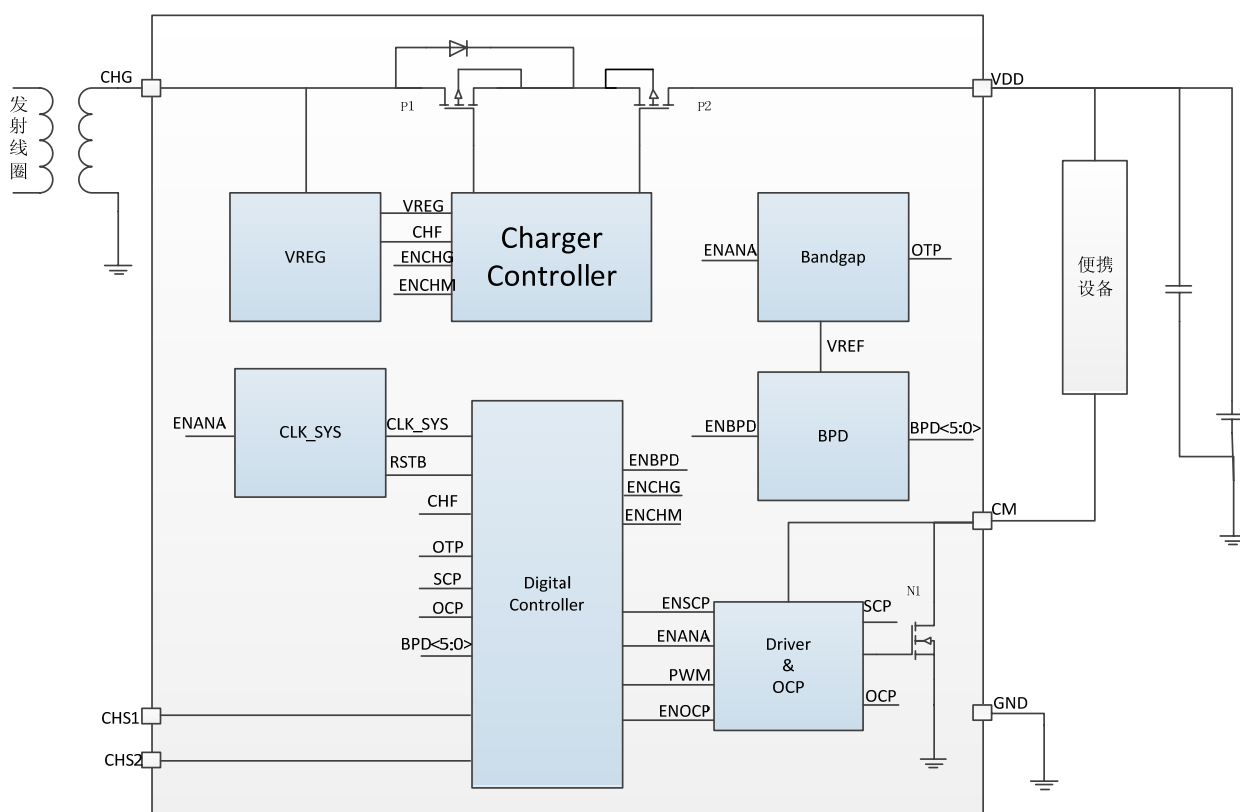 CHG
VDD
发
射
线
圈
P1
P2
VREG
VREG
CHF
ENCHG
ENCHM
Charger
Controller
ENANA
Bandgap
OTP
便携
设备
VREF
ENANA
CLK_SYS
CLK_SYS
RSTB
ENBPD
BPD
BPD<5:0>
CHF
OTP
SCP
OCP
BPD<5:0>
Digital
Controller
ENBPD
ENCHG
ENCHM
CM
N1
ENSCP
ENANA
PWM
ENOCP
Driver
&
OCP
SCP
OCP
GND
CHS1
CHS2